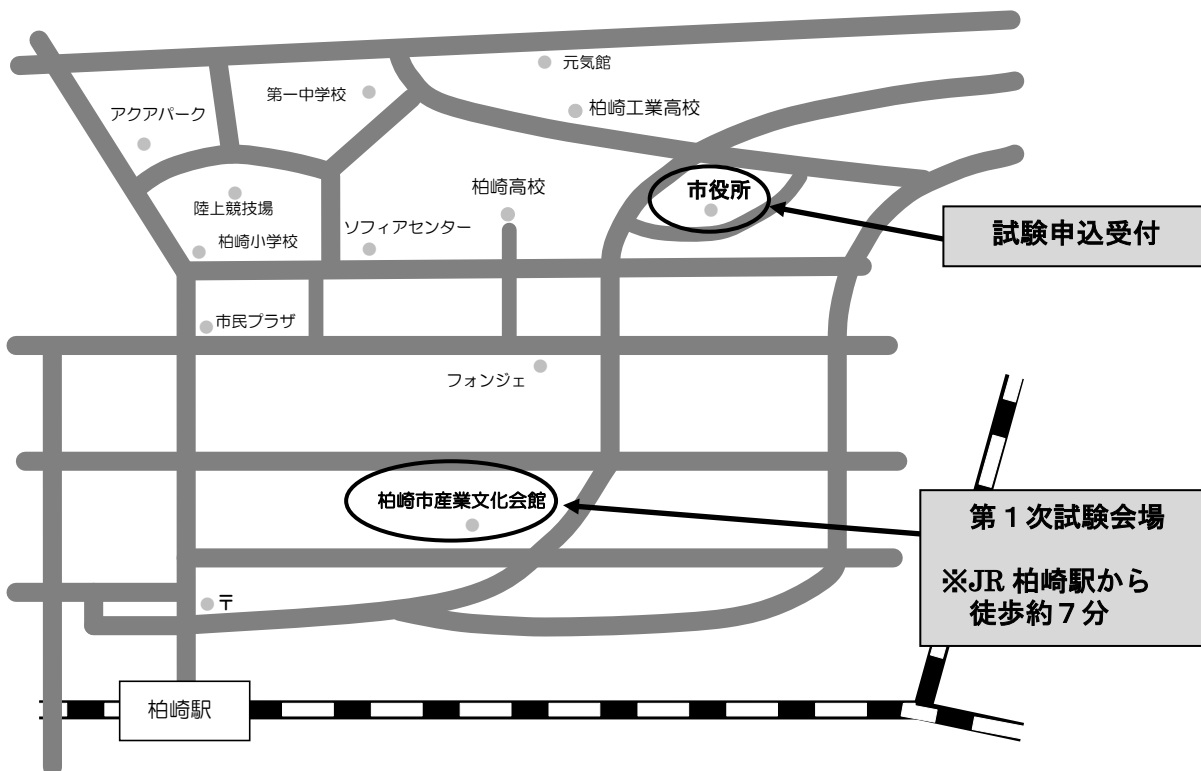 元気館
第一中学校
柏崎工業高校
アクアパーク
柏崎高校
市役所
陸上競技場
ソフィアセンター
試験申込受付
柏崎小学校
市民プラザ
フォンジェ
柏崎市産業文化会館
第1次試験会場
※JR 柏崎駅から
徒歩約7分
〒
柏崎駅